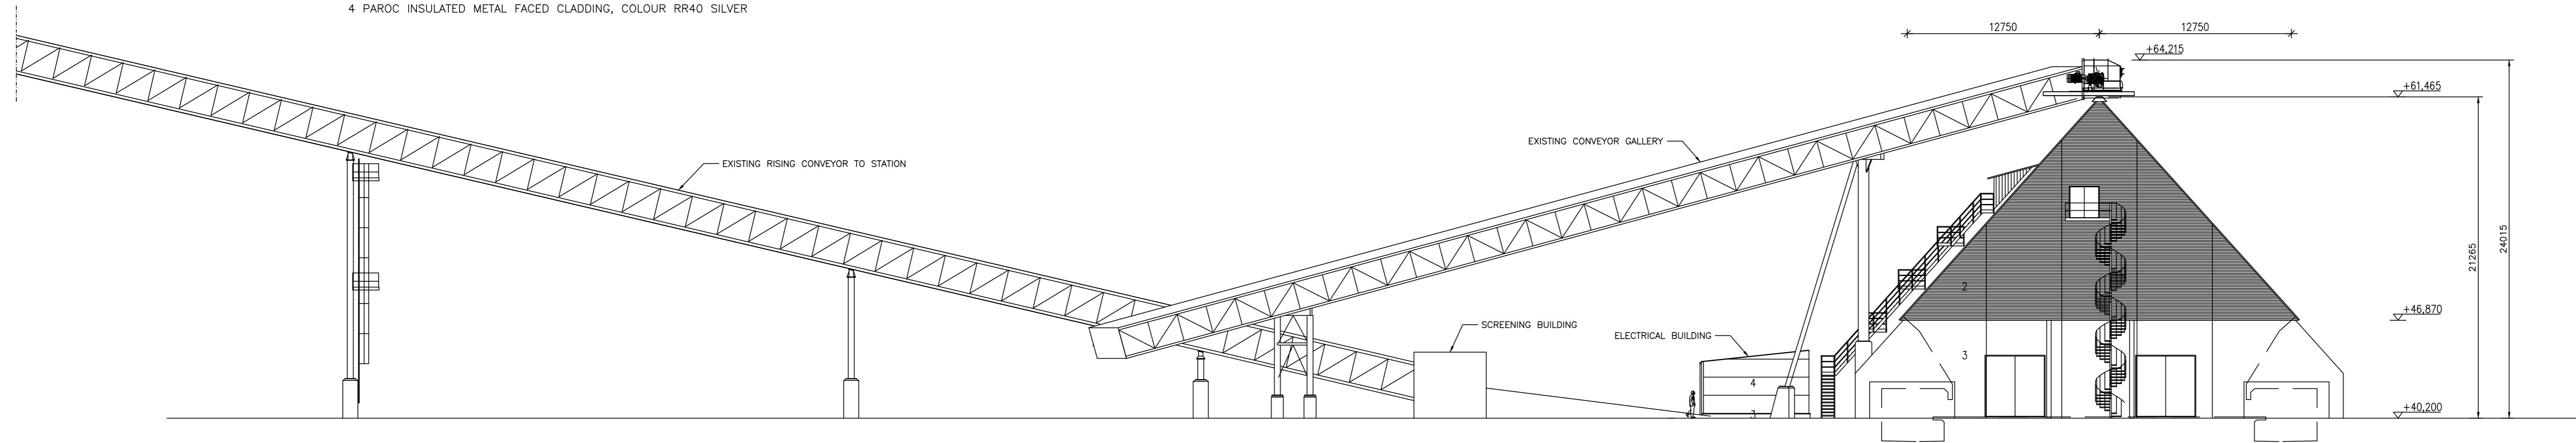 4 PAROC INSULATED METAL FACED CLADDING, COLOUR RR40 SILVER
12750
12750
+64,215
+61,465
EXISTING CONVEYOR GALLERY
EXISTING RISING CONVEYOR TO STATION
24015
21265
2
+46,870
SCREENING BUILDING
ELECTRICAL BUILDING
3
4
+40,200
3